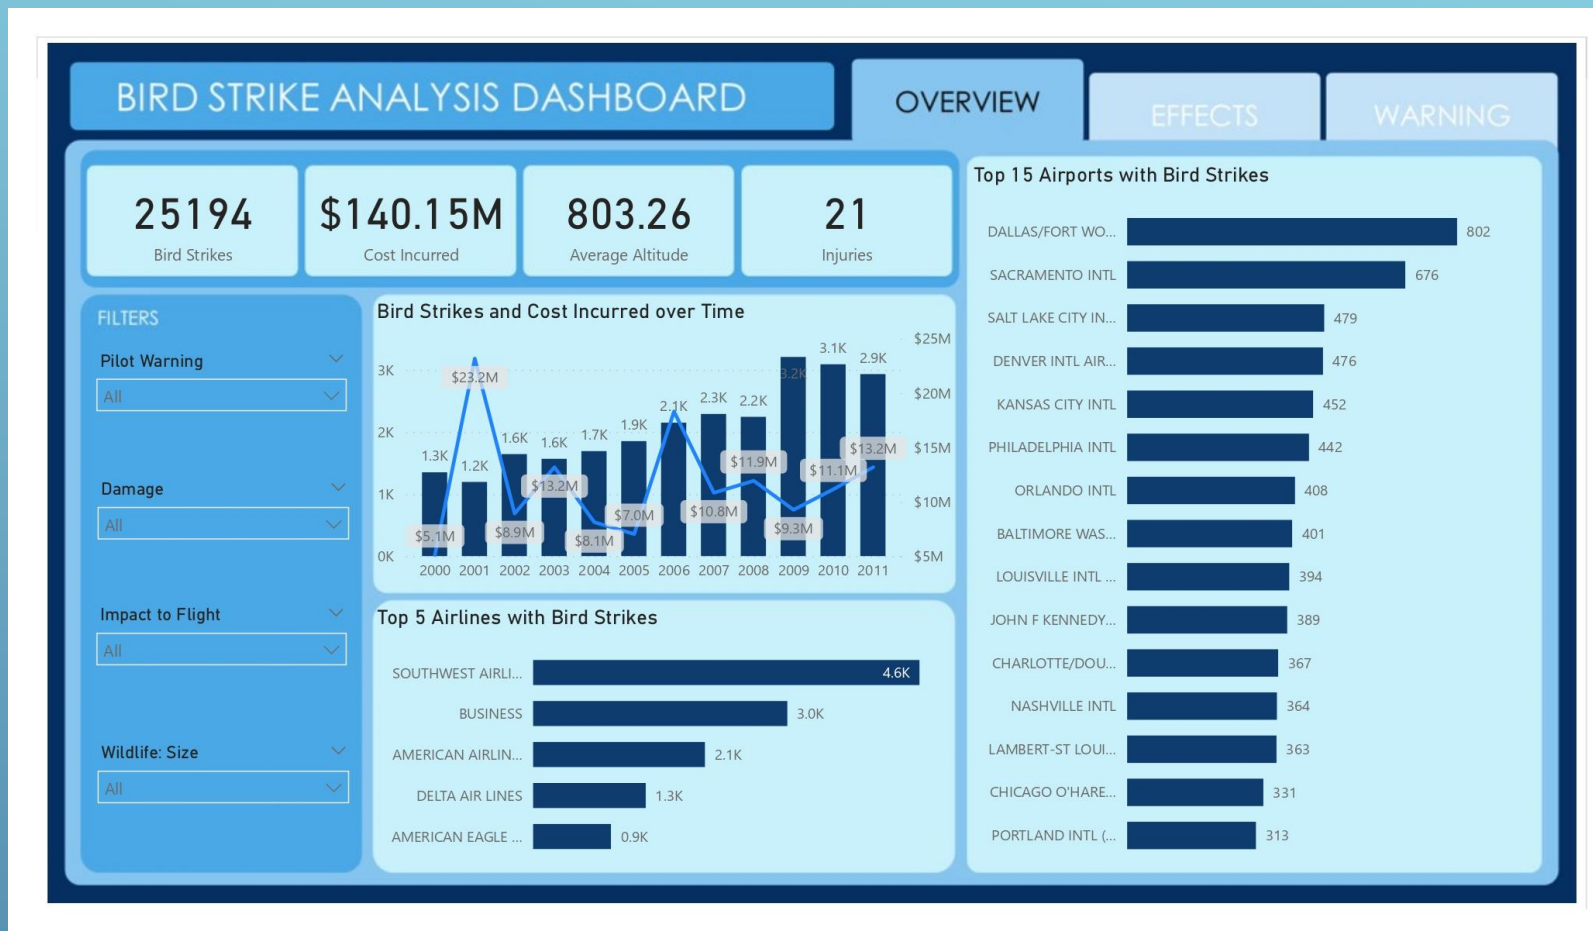 BIRD STRIKE ANALYSIS DASHBOARD
OVERVIEW
EFFECTS
WARNING
25194
Bird Strikes
$140.15M
Cost Incurred
803.26
Average Altitude
21
Injuries
FILTERS
Pilot Warning
All
Damage
All
Impact to Flight
All
Wildlife: Size
All
Bird Strikes and Cost Incurred over Time
3K
2K
1K
0K
$25M
$20M
$15M
$10M
$5M
1.3K
1.2K
1.6K
1.6K
1.7K
1.9K
2.1K
2.3K
2.2K
3.2K
3.1K
2.9K
$5.1M
$23.2M
$8.9M
$13.2M
$8.1M
$7.0M
$10.8M
$11.9M
$9.3M
$11.1M
$13.2M
2000 2001 2002 2003 2004 2005 2006 2007 2008 2009 2010 2011
Top 5 Airlines with Bird Strikes
SOUTHWEST AIRLI... 4.6K
BUSINESS 3.0K
AMERICAN AIRLIN... 2.1K
DELTA AIR LINES 1.3K
AMERICAN EAGLE ... 0.9K
Top 15 Airports with Bird Strikes
DALLAS/FORT WO... 802
SACRAMENTO INTL 676
SALT LAKE CITY IN... 479
DENVER INTL AIR... 476
KANSAS CITY INTL 452
PHILADELPHIA INTL 442
ORLANDO INTL 408
BALTIMORE WAS... 401
LOUISVILLE INTL ... 394
JOHN F KENNEDY... 389
CHARLOTTE/DOU... 367
NASHVILLE INTL 364
LAMBERT-ST LOUI... 363
CHICAGO O'HARE... 331
PORTLAND INTL (... 313